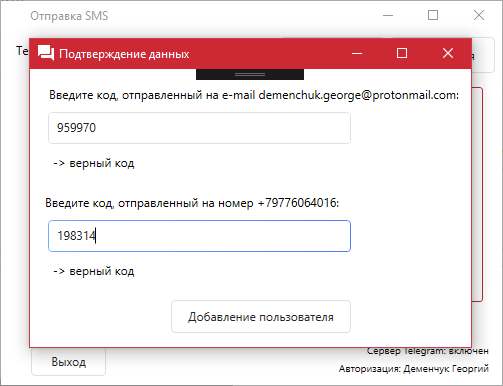 Отправка SMS
Подтверждение данных
Введите код, отправленный на e-mail demenchuk.george@protonmail.com:
959970
-> верный код
Введите код, отправленный на номер +79776064016:
198314
-> верный код
Добавление пользователя
Сервер Telegram: включен
Выход
Авторизация: Деменчук Георгий